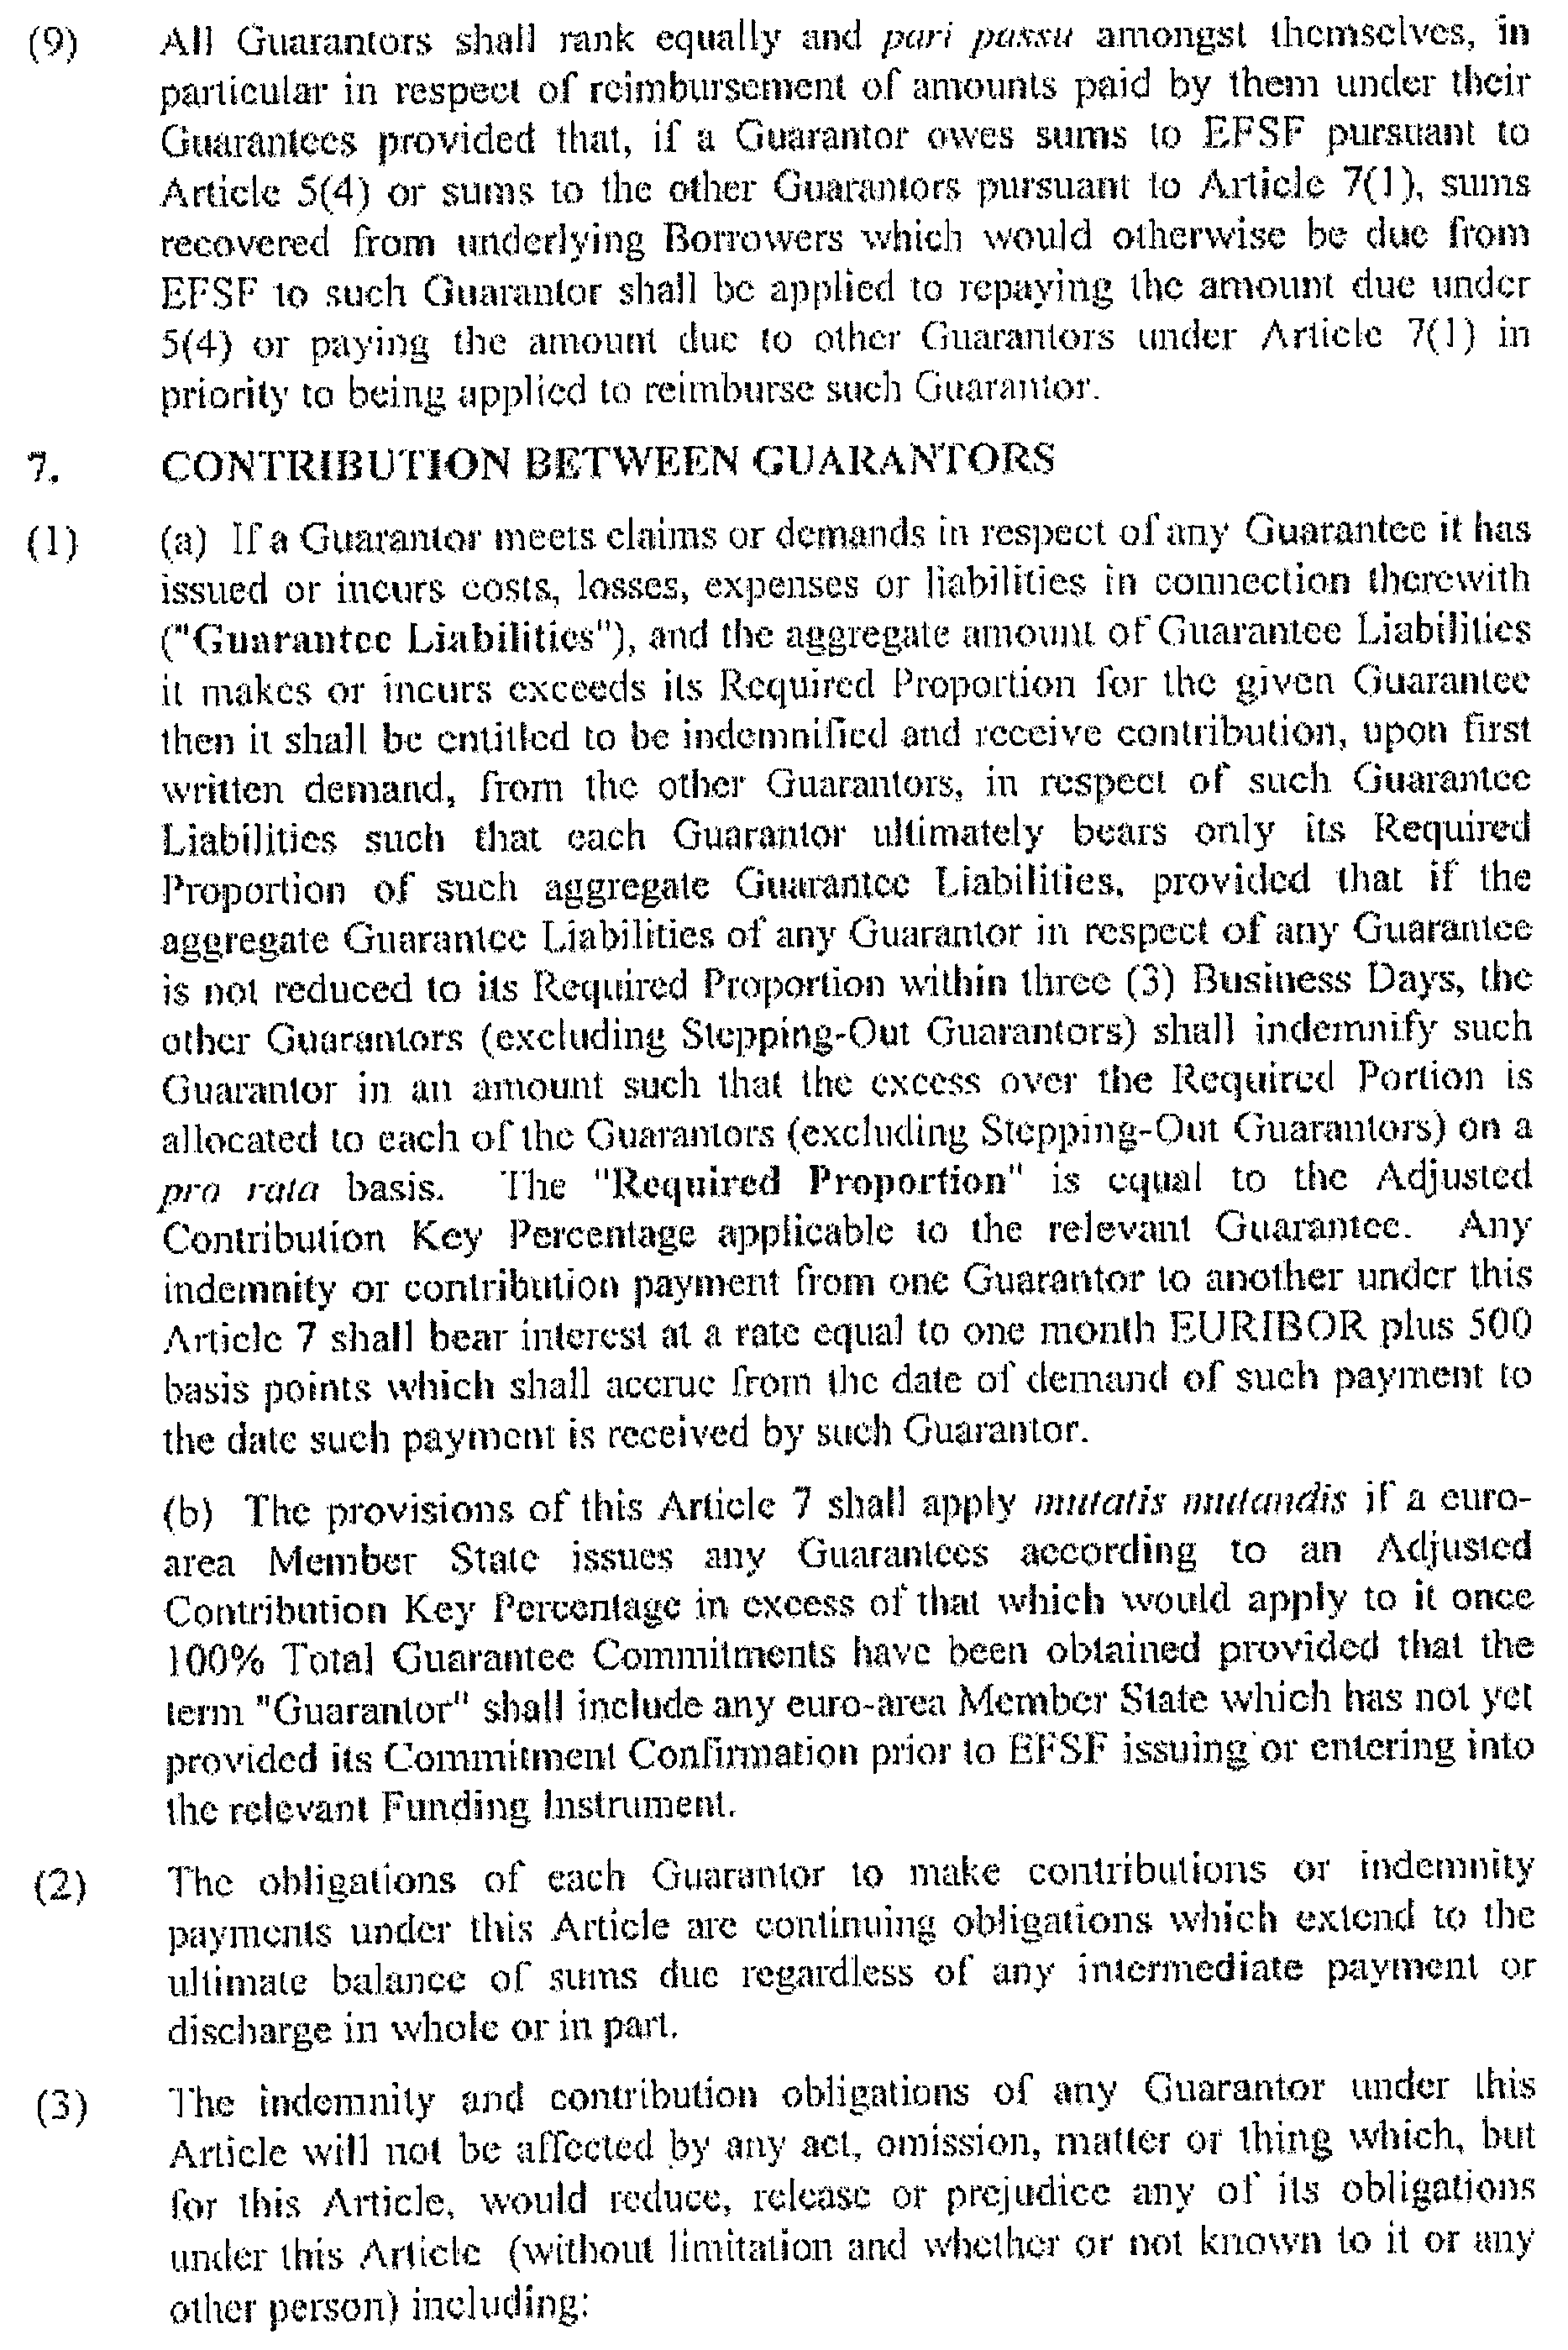 (9) All Guarantors shall rank equally and pari passu amongst themselves, in
particular in respect of reimbursement of amounts paid by them under their
Guarantees provided that, if a Guarantor owes sums to EFSF pursuant to
Article 5(4) or sums to the other Guarantors pursuant to Article 7(1), sums
recovered from underlying Borrowers which would otherwise be due from
EFSF to such Guarantor shall be applied to repaying the amount due under
5(4) or paying the amount due to other Guarantors under Article 7(1) in
priority to being applied to reimburse such Guarantor.
7. CONTRIBUTION BETWEEN GUARANTORS
(1) (a) If a Guarantor meets claims or demands in respect of any Guarantee it has
issued or incurs costs, losses, expenses or liabilities in connection therewith
("Guarantee Liabilities"), and the aggregate amount of Guarantee Liabilities
it makes or incurs exceeds its Required Proportion for the given Guarantee
then it shall be entitled to be indemnified and receive contribution, upon first
written demand, from the other Guarantors, in respect of such Guarantee
Liabilities such that each Guarantor ultimately bears only its Required
Proportion of such aggregate Guarantee Liabilities, provided that if the
aggregate Guarantee Liabilities of any Guarantor in respect of any Guarantee
is not reduced to its Required Proportion within three (3) Business Days, the
other Guarantors (excluding Stepping-Out Guarantors) shall indemnify such
Guarantor in an amount such that the excess over the Required Portion is
allocated to each of the Guarantors (excluding Stepping-Out Guarantors) on a
pro rata basis. The "Required Proportion" is equal to the Adjusted
Contribution Key Percentage applicable to the relevant Guarantee. Any
indemnity or contribution payment from one Guarantor to another under this
Article 7 shall bear interest at a rate equal to one month EURIBOR plus 500
basis points which shall accrue from the date of demand of such payment to
the date such payment is received by such Guarantor.
(b) The provisions of this Article 7 shall apply mutatis mutandis if a euro-
area Member State issues any Guarantees according to an Adjusted
Contribution Key Percentage in excess of that which would apply to it once
100% Total Guarantee Commitments have been obtained provided that the
term "Guarantor" shall include any euro-area Member State which has not yet
provided its Commitment Confirmation prior to EFSF issuing or entering into
the relevant Funding Instrument.
(2) The obligations of each Guarantor to make contributions or indemnity
payments under this Article are continuing obligations which extend to the
ultimate balance of sums due regardless of any intermediate payment or
discharge in whole or in part.
(3) The indemnity and contribution obligations of any Guarantor under this
Article will not be affected by any act, omission, matter or thing which, but
for this Article, would reduce, release or prejudice any of its obligations
under this Article (without limitation and whether or not known to it or any
other person) including: